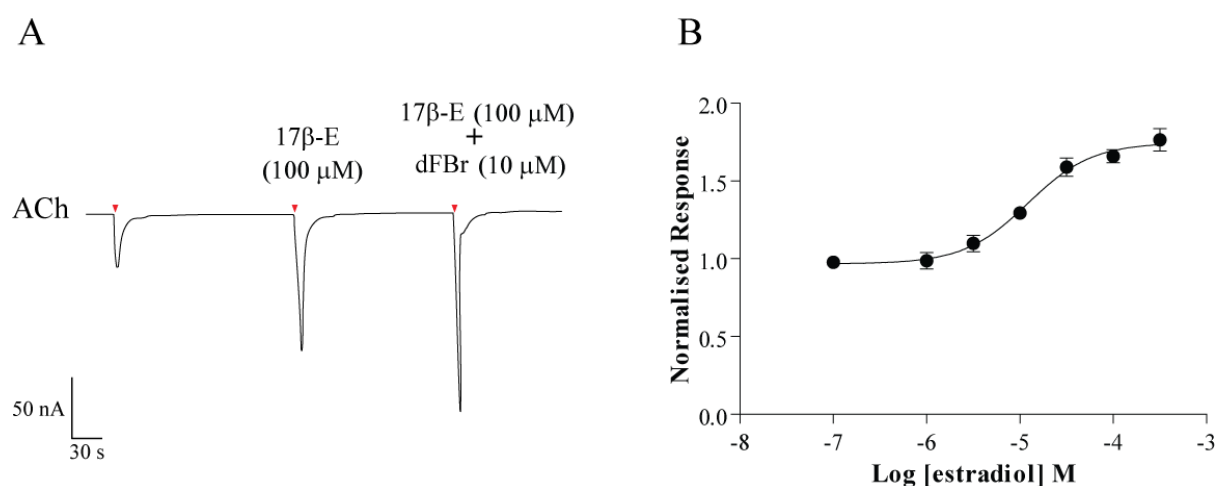 A
17β-E
(100 μM)
17β-E (100 μM)
+
dFBr (10 μM)
ACh
50 nA
30 s
B
Normalised Response
2.0
1.5
1.0
0.5
0.0
-8 -7 -6 -5 -4 -3
Log [estradiol] M